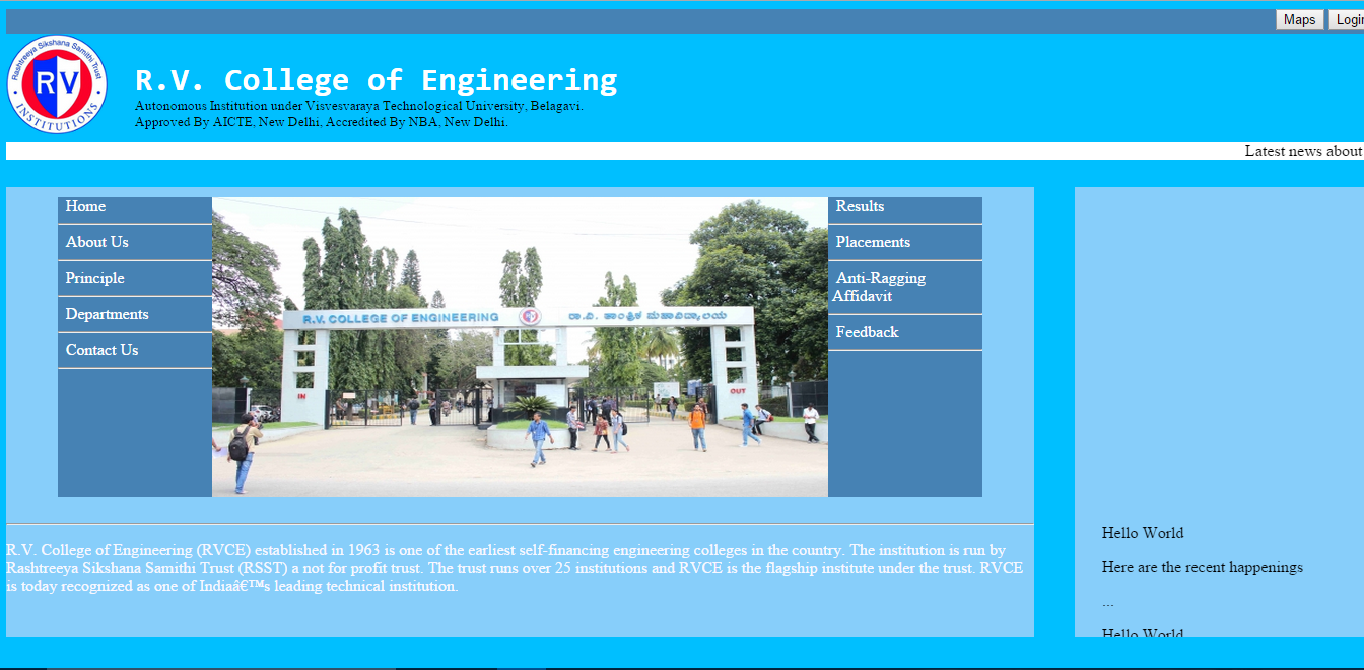 Maps Login
Rashtreeya Sikshana Samithi Trust
RV
INSTITUTIONS
R.V. College of Engineering
Autonomous Institution under Visvesvaraya Technological University, Belagavi.
Approved By AICTE, New Delhi, Accredited By NBA, New Delhi.
Latest news about
Home
About Us
Principle
Departments
Contact Us
R.V. COLLEGE OF ENGINEERING
ರಾ.ವಿ. ತಾಂತ್ರಿಕ ಮಹಾವಿದ್ಯಾಲಯ
IN
OUT
Results
Placements
Anti-Ragging
Affidavit
Feedback
R.V. College of Engineering (RVCE) established in 1963 is one of the earliest self-financing engineering colleges in the country. The institution is run by
Rashtreeya Sikshana Samithi Trust (RSST) a not for profit trust. The trust runs over 25 institutions and RVCE is the flagship institute under the trust. RVCE
is today recognized as one of Indiaâ€™s leading technical institution.
Hello World
Here are the recent happenings
...
Hello World